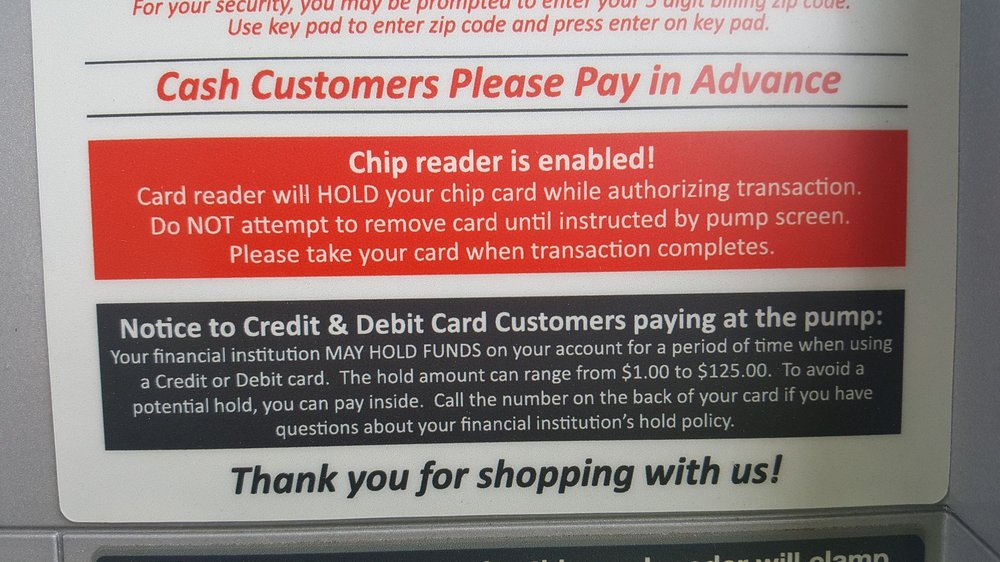 For your security, you may be prompted to enter your 5 digit billing zip code.
Use key pad to enter zip code and press enter on key pad.
Cash Customers Please Pay in Advance
Chip reader is enabled!
Card reader will HOLD your chip card while authorizing transaction.
Do NOT attempt to remove card until instructed by pump screen.
Please take your card when transaction completes.
Notice to Credit & Debit Card Customers paying at the pump:
Your financial institution MAY HOLD FUNDS on your account for a period of time when using
a Credit or Debit card. The hold amount can range from $1.00 to $125.00. To avoid a
potential hold, you can pay inside. Call the number on the back of your card if you have
questions about your financial institution's hold policy.
Thank you for shopping with us!
will clamp